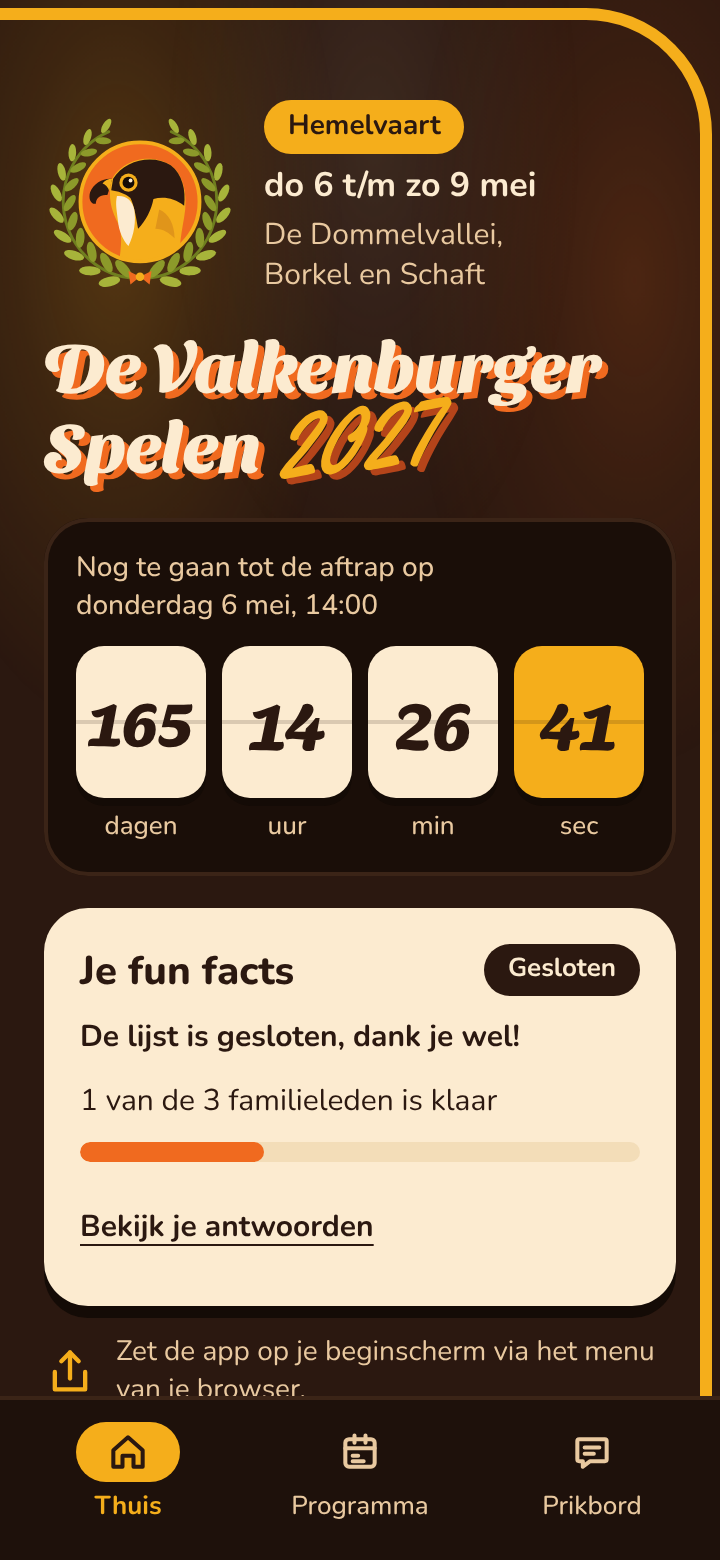 Hemelvaart
do 6 t/m zo 9 mei
De Dommelvallei,
Borkel en Schaft
De Valkenburger
Spelen 2027
Nog te gaan tot de aftrap op
donderdag 6 mei, 14:00
165 14 26 41
dagen uur min sec
Je fun facts Gesloten
De lijst is gesloten, dank je wel!
1 van de 3 familieleden is klaar
Bekijk je antwoorden
Zet de app op je beginscherm via het menu
van je browser.
Thuis Programma Prikbord